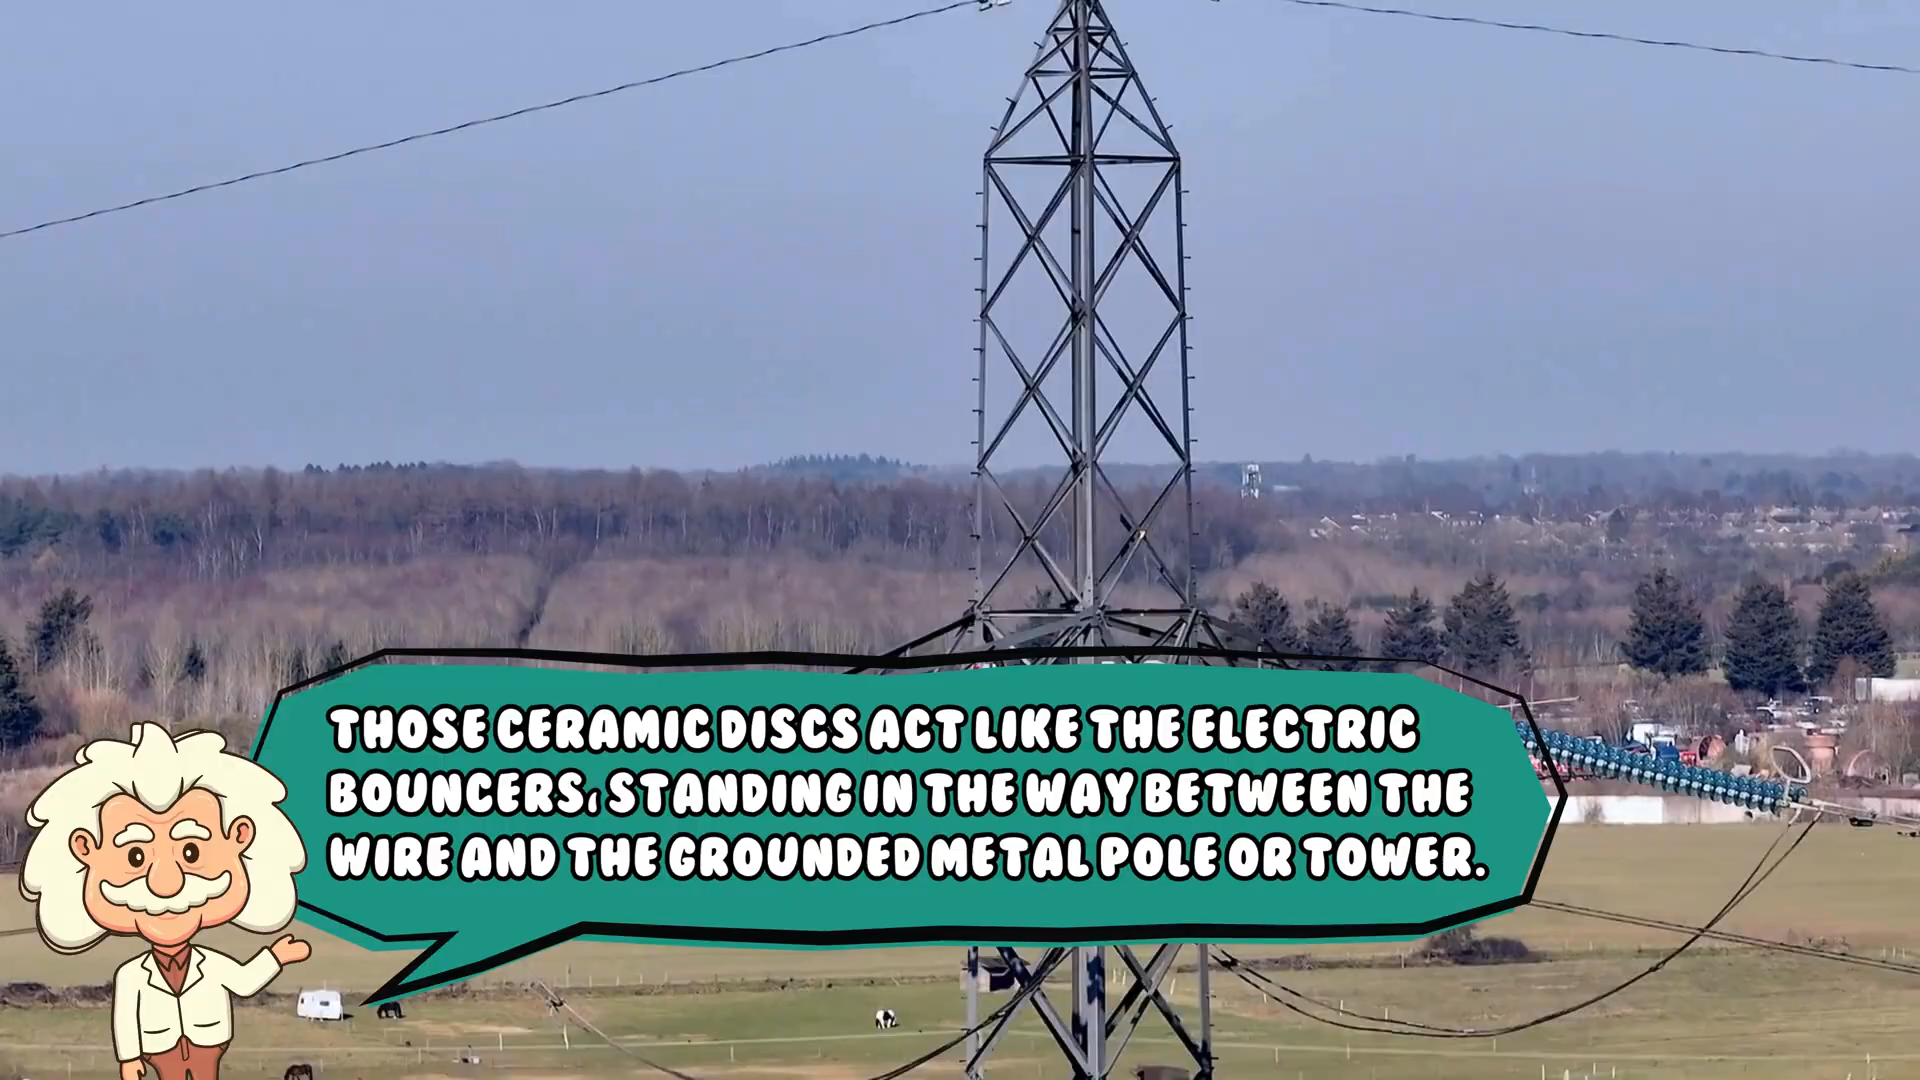 THOSE CERAMIC DISCS ACT LIKE THE ELECTRIC
BOUNCERS, STANDING IN THE WAY BETWEEN THE
WIRE AND THE GROUNDED METAL POLE OR TOWER.